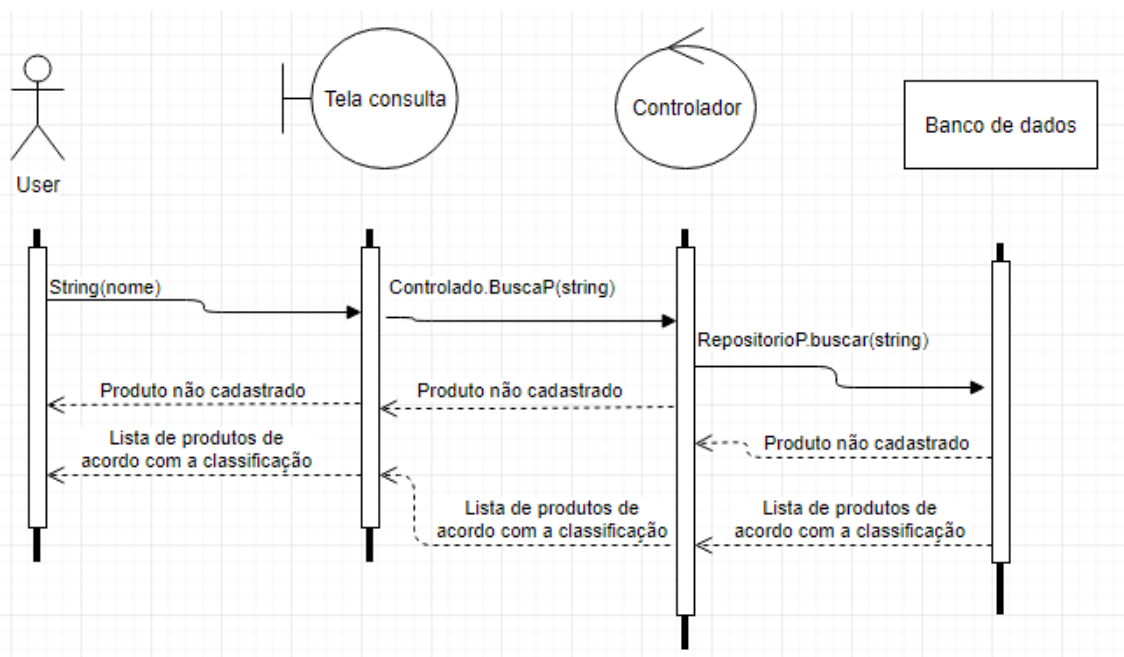 Tela consulta
Controlador
Banco de dados
User
String(nome)
Controlado.BuscaP(string)
RepositorioP.buscar(string)
Produto não cadastrado
Produto não cadastrado
Produto não cadastrado
Lista de produtos de
acordo com a classificação
Lista de produtos de
acordo com a classificação
Lista de produtos de
acordo com a classificação